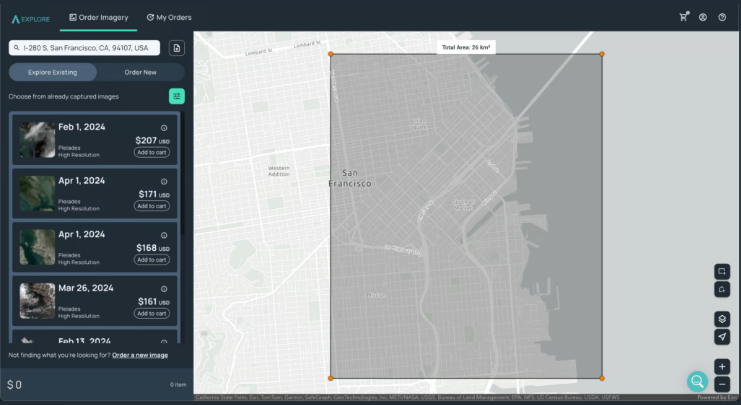 EXPLORE
Order Imagery
My Orders
I-280 S, San Francisco, CA, 94107, USA
Explore Existing
Order New
Choose from already captured images
Feb 1, 2024
$207 USD
Pleiades
High Resolution
Add to cart
Apr 1, 2024
$171 USD
Pleiades
High Resolution
Add to cart
Apr 1, 2024
$168 USD
Pleiades
High Resolution
Add to cart
Mar 26, 2024
$161 USD
Pleiades
High Resolution
Add to cart
Feb 13, 2024
Not finding what you're looking for? Order a new image
$ 0
0 item
Total Area: 26 km²
Lombard St
Lombard St
Western
Addition
San
Francisco
California State Parks, Esri, TomTom, Garmin, SafeGraph, GeoTechnologies, Inc, METI/NASA, USGS, Bureau of Land Management, EPA, NPS, US Census Bureau, USDA, USFWS
Powered by Esri